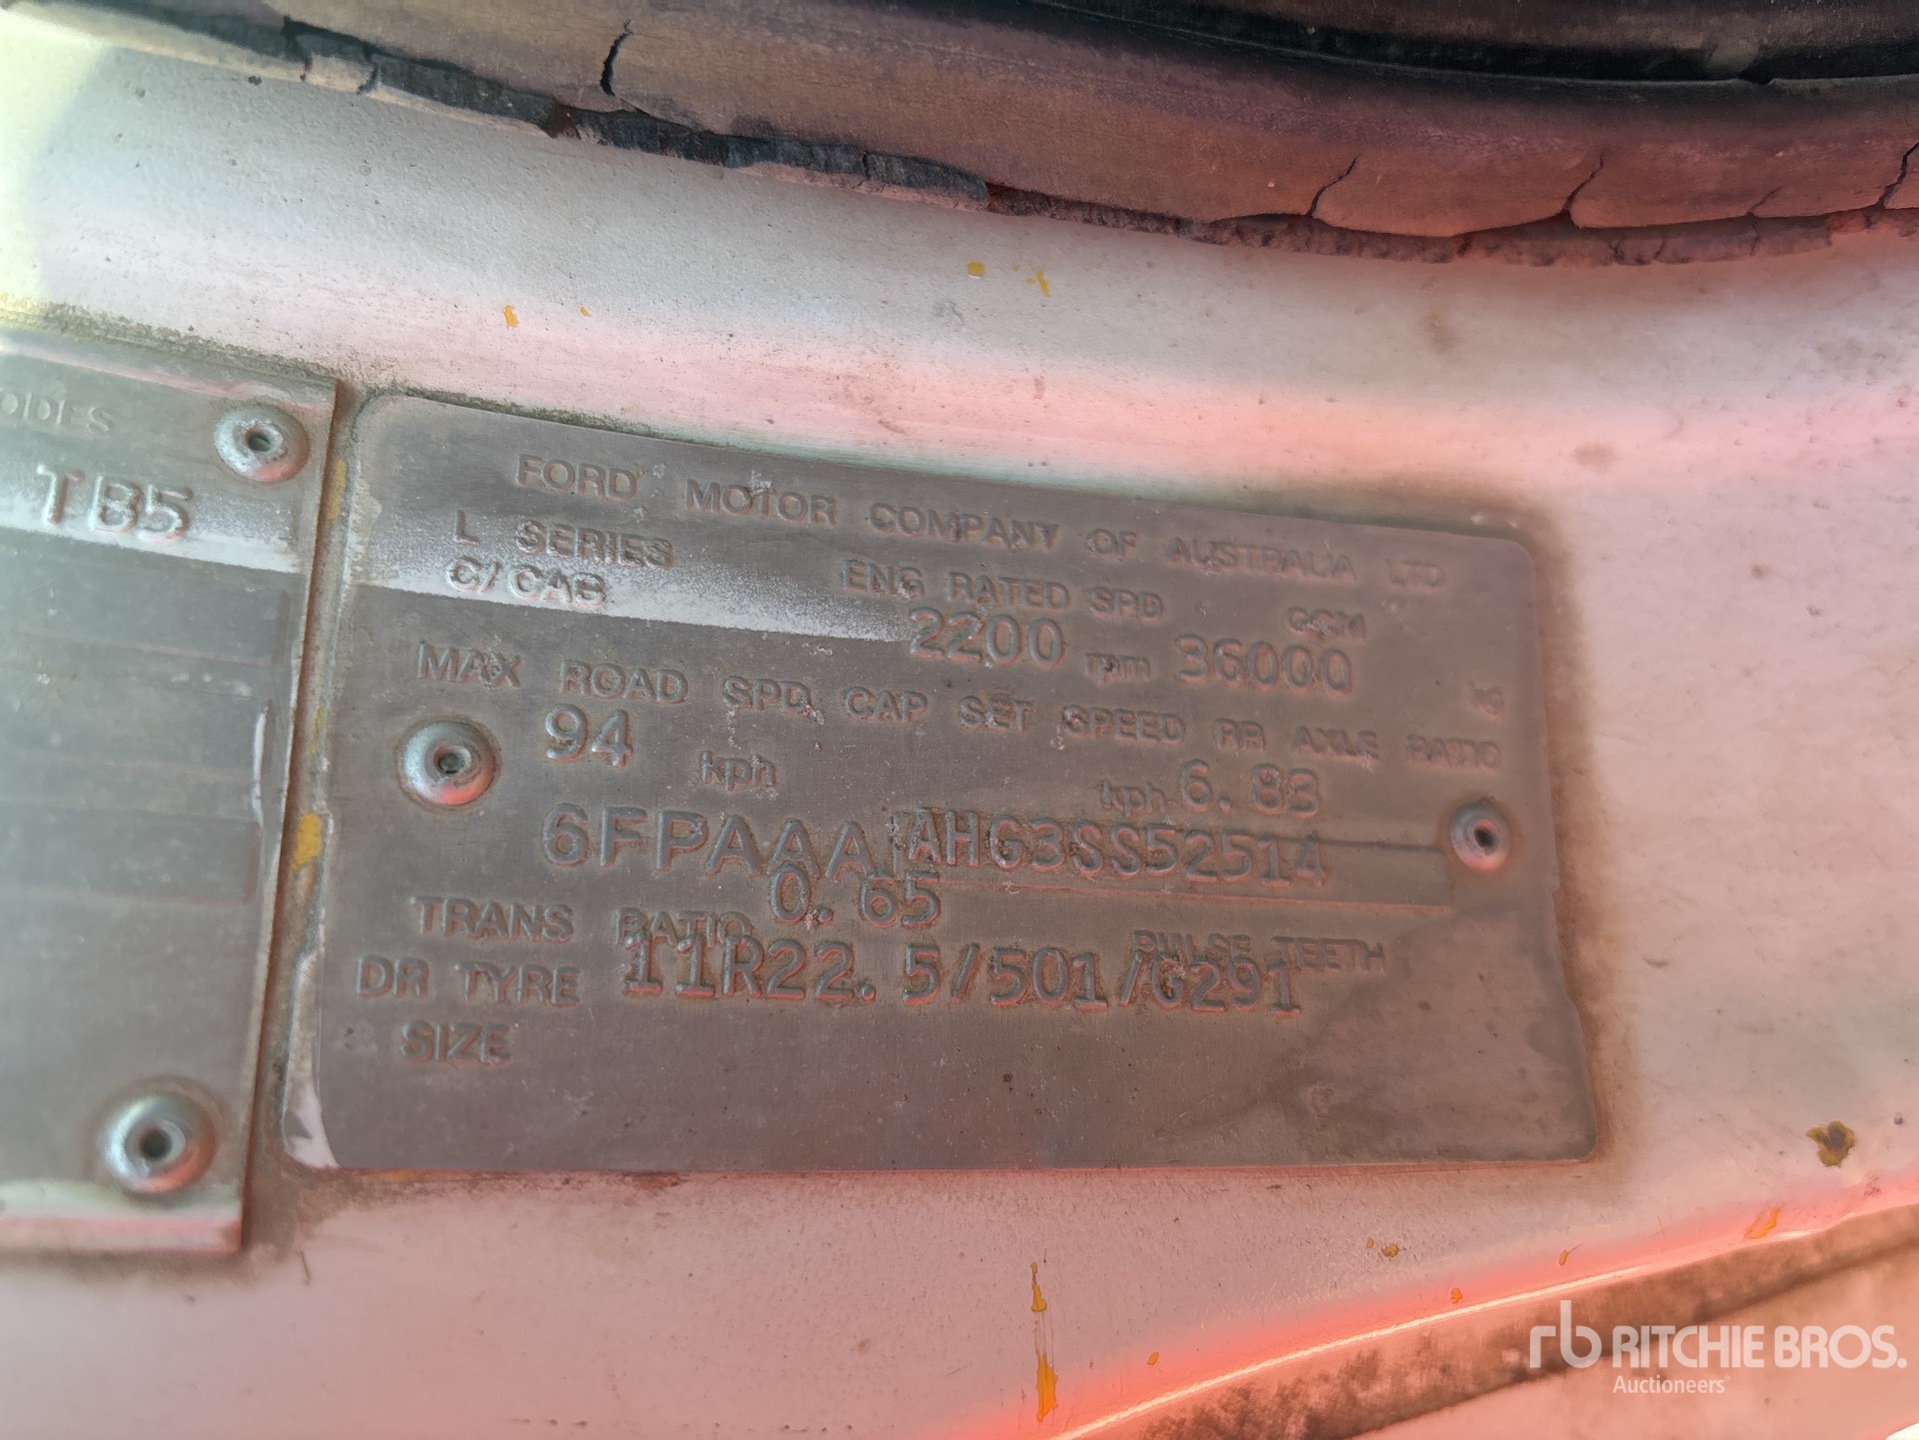 ODES
TB5
FORD MOTOR COMPANY OF AUSTRALIA LTD
L SERIES
C/CAB
ENG RATED SPD GCM
2200 rpm 36000 kg
MAX ROAD SPD CAP SET SPEED RR AXLE RATIO
94 kph kph 6.83
6FPAAAAHG3SS52514
TRANS RATIO 0.65 PULSE TEETH
DR TYRE 11R22.5/501/G291
SIZE
rb RITCHIE BROS.
Auctioneers